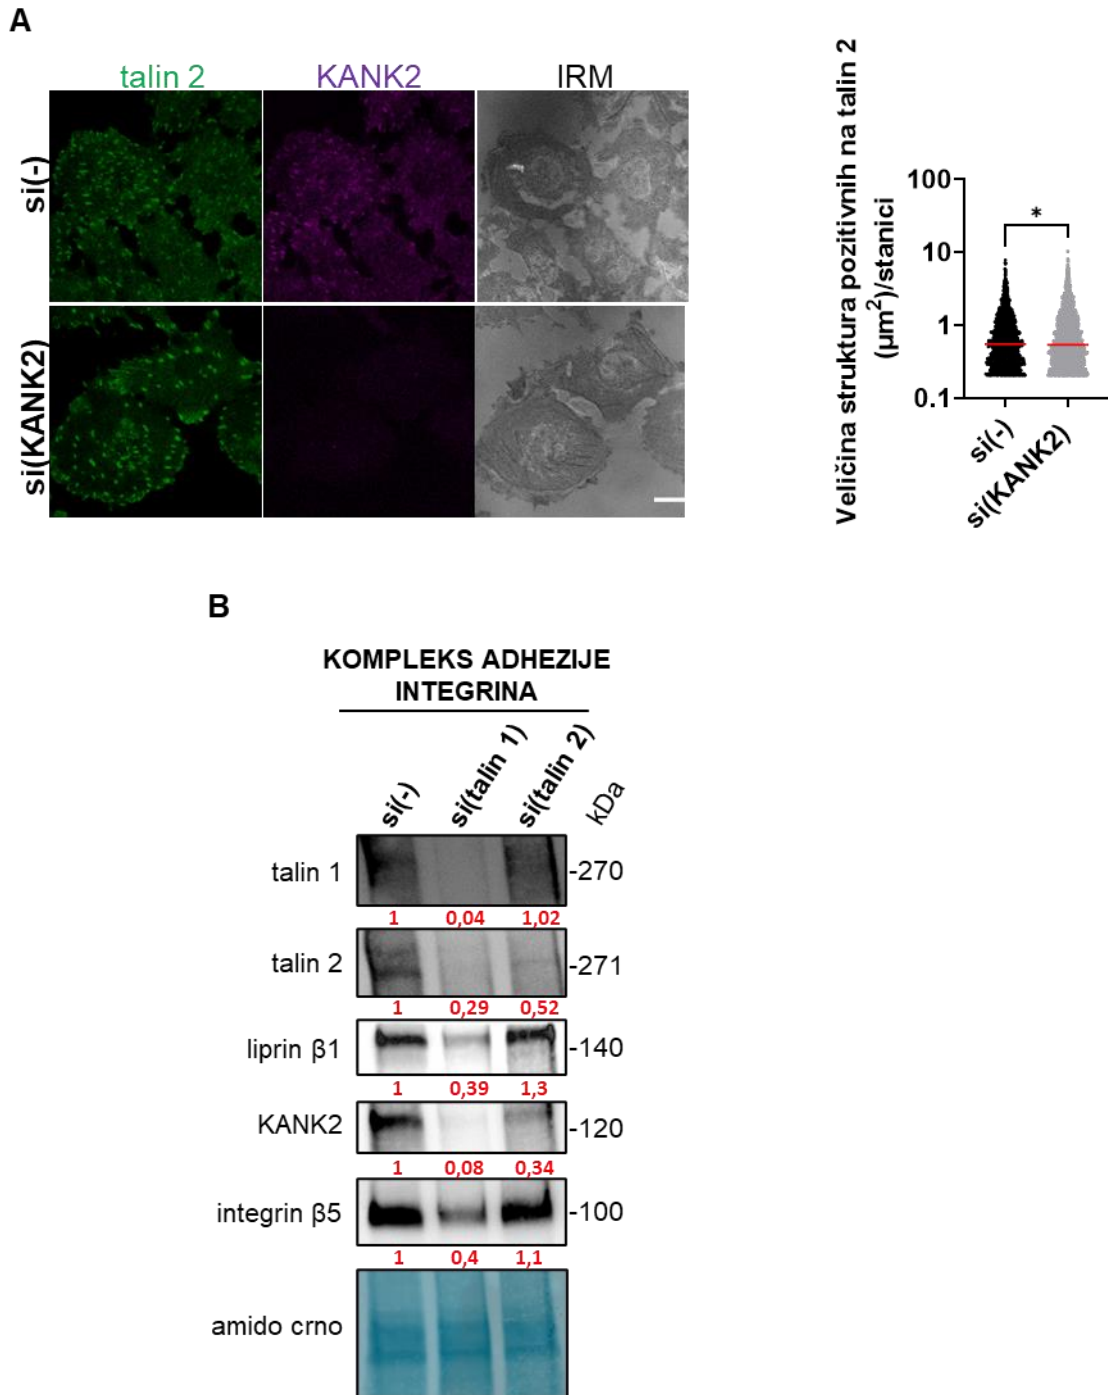 A
talin 2
KANK2
IRM
si(-)
si(KANK2)
Veličina struktura pozitivnih na talin 2
(µm²)/stanici
100
10
1
0.1
*
si(-)
si(KANK2)
B
KOMPLEKS ADHEZIJE
INTEGRINA
si(-)
si(talin 1)
si(talin 2)
kDa
talin 1
-270
1 0,04 1,02
talin 2
-271
1 0,29 0,52
liprin β1
-140
1 0,39 1,3
KANK2
-120
1 0,08 0,34
integrin β5
-100
1 0,4 1,1
amido crno